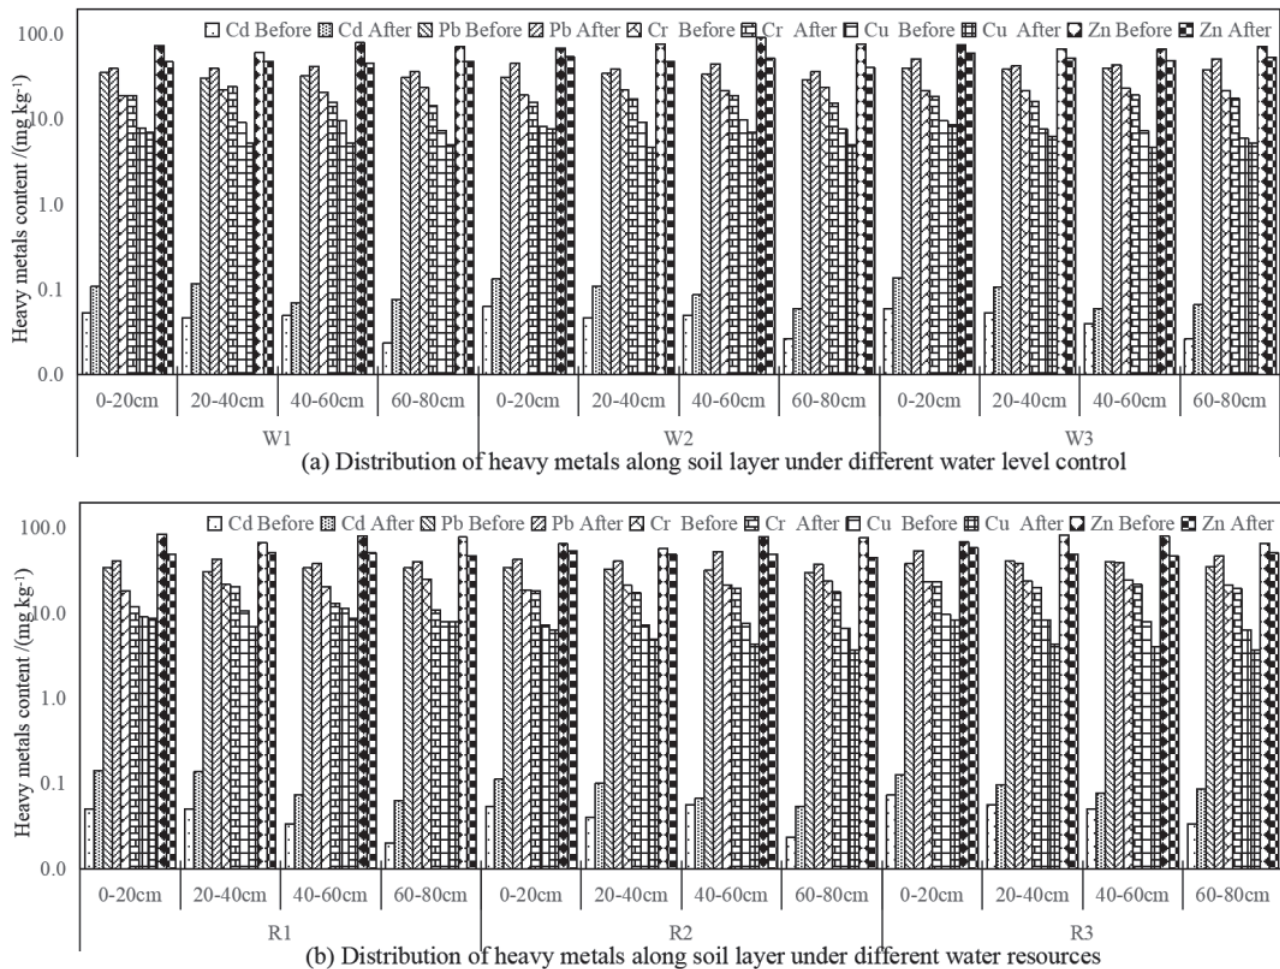 Cd Before Cd After Pb Before Pb After Cr Before Cr After Cu Before Cu After Zn Before Zn After
Heavy metals content /(mg kg⁻¹)
100.0
10.0
1.0
0.1
0.0
0-20cm 20-40cm 40-60cm 60-80cm 0-20cm 20-40cm 40-60cm 60-80cm 0-20cm 20-40cm 40-60cm 60-80cm
W1 W2 W3
(a) Distribution of heavy metals along soil layer under different water level control
Cd Before Cd After Pb Before Pb After Cr Before Cr After Cu Before Cu After Zn Before Zn After
Heavy metals content /(mg kg⁻¹)
100.0
10.0
1.0
0.1
0.0
0-20cm 20-40cm 40-60cm 60-80cm 0-20cm 20-40cm 40-60cm 60-80cm 0-20cm 20-40cm 40-60cm 60-80cm
R1 R2 R3
(b) Distribution of heavy metals along soil layer under different water resources